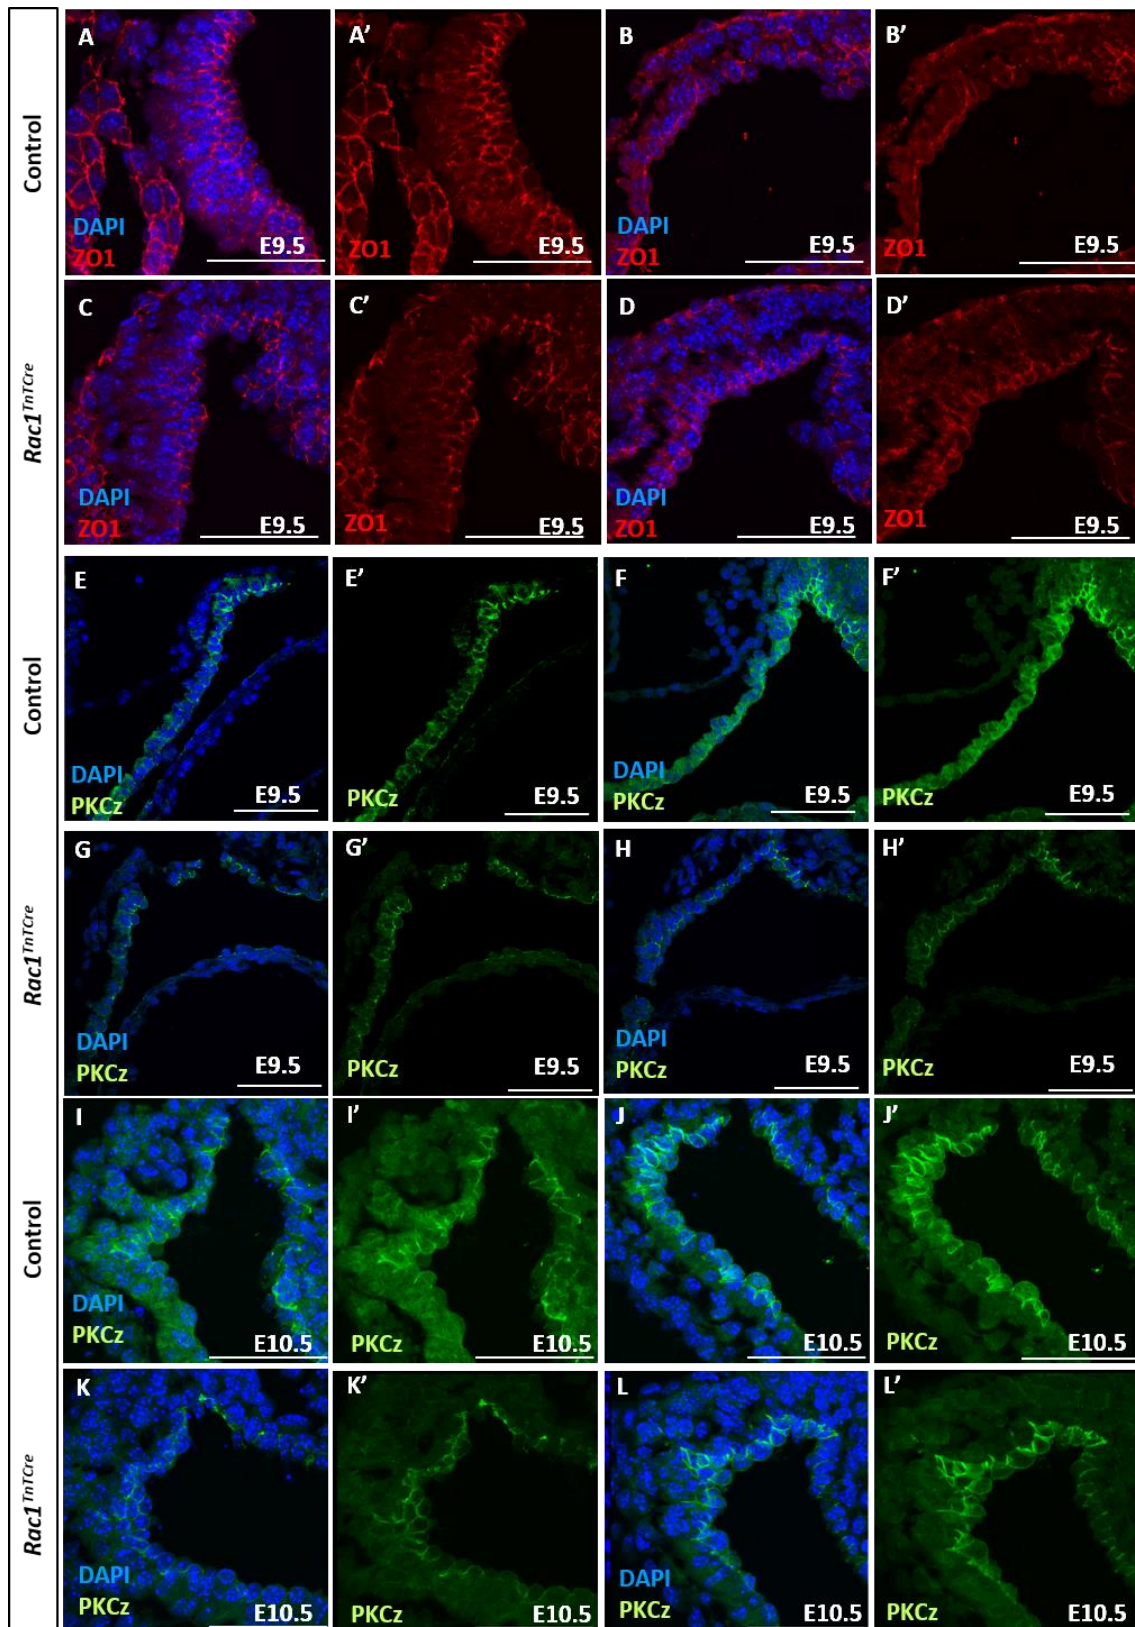 Control
A
A’
B
B’
DAPI
ZO1
E9.5
ZO1
E9.5
DAPI
ZO1
E9.5
ZO1
E9.5
Rac1TnTCre
C
C’
D
D’
DAPI
ZO1
E9.5
ZO1
E9.5
DAPI
ZO1
E9.5
ZO1
E9.5
Control
E
E’
F
F’
DAPI
PKCz
E9.5
PKCz
E9.5
DAPI
PKCz
E9.5
PKCz
E9.5
Rac1TnTCre
G
G’
H
H’
DAPI
PKCz
E9.5
PKCz
E9.5
DAPI
PKCz
E9.5
PKCz
E9.5
Control
I
I’
J
J’
DAPI
PKCz
E10.5
PKCz
E10.5
DAPI
PKCz
E10.5
PKCz
E10.5
Rac1TnTCre
K
K’
L
L’
DAPI
PKCz
E10.5
PKCz
E10.5
DAPI
PKCz
E10.5
PKCz
E10.5